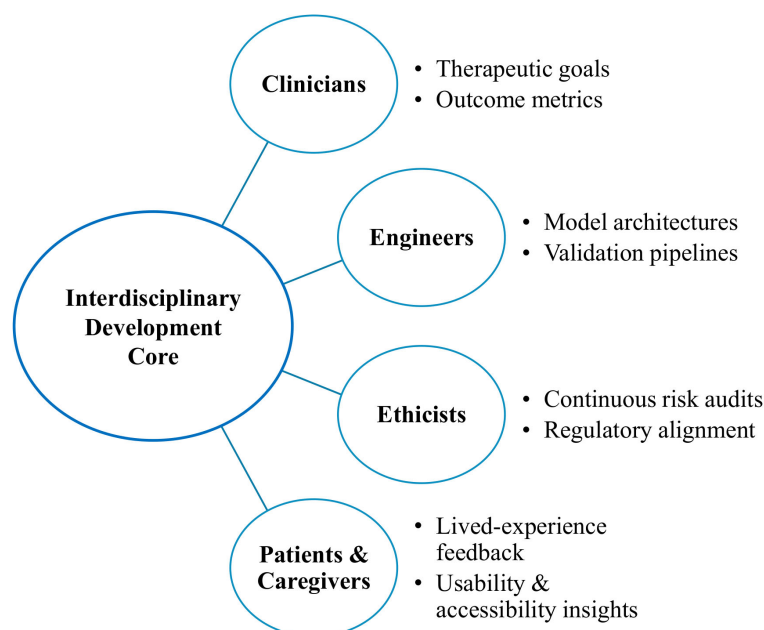 Clinicians
• Therapeutic goals
• Outcome metrics
Engineers
• Model architectures
• Validation pipelines
Interdisciplinary
Development
Core
Ethicists
• Continuous risk audits
• Regulatory alignment
Patients &
Caregivers
• Lived-experience
feedback
• Usability &
accessibility insights